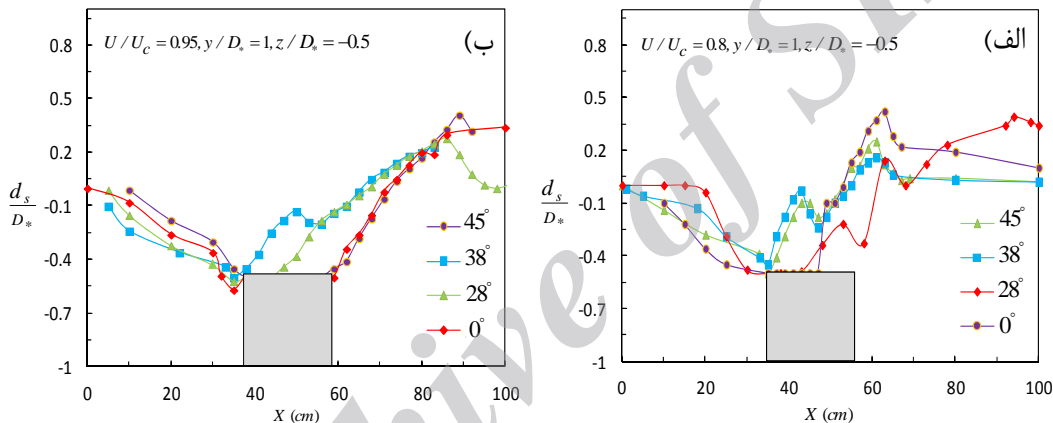 ب)
U / U_c = 0.95, y / D_* = 1, z / D_* = −0.5
0.8
0.5
0.2
-0.1
-0.4
-0.7
-1
d_s / D_*
45°
38°
28°
0°
0 20 40 60 80 100
X (cm)
الف)
U / U_c = 0.8, y / D_* = 1, z / D_* = −0.5
0.8
0.5
0.2
-0.1
-0.4
-0.7
-1
d_s / D_*
45°
38°
28°
0°
0 20 40 60 80 100
X (cm)